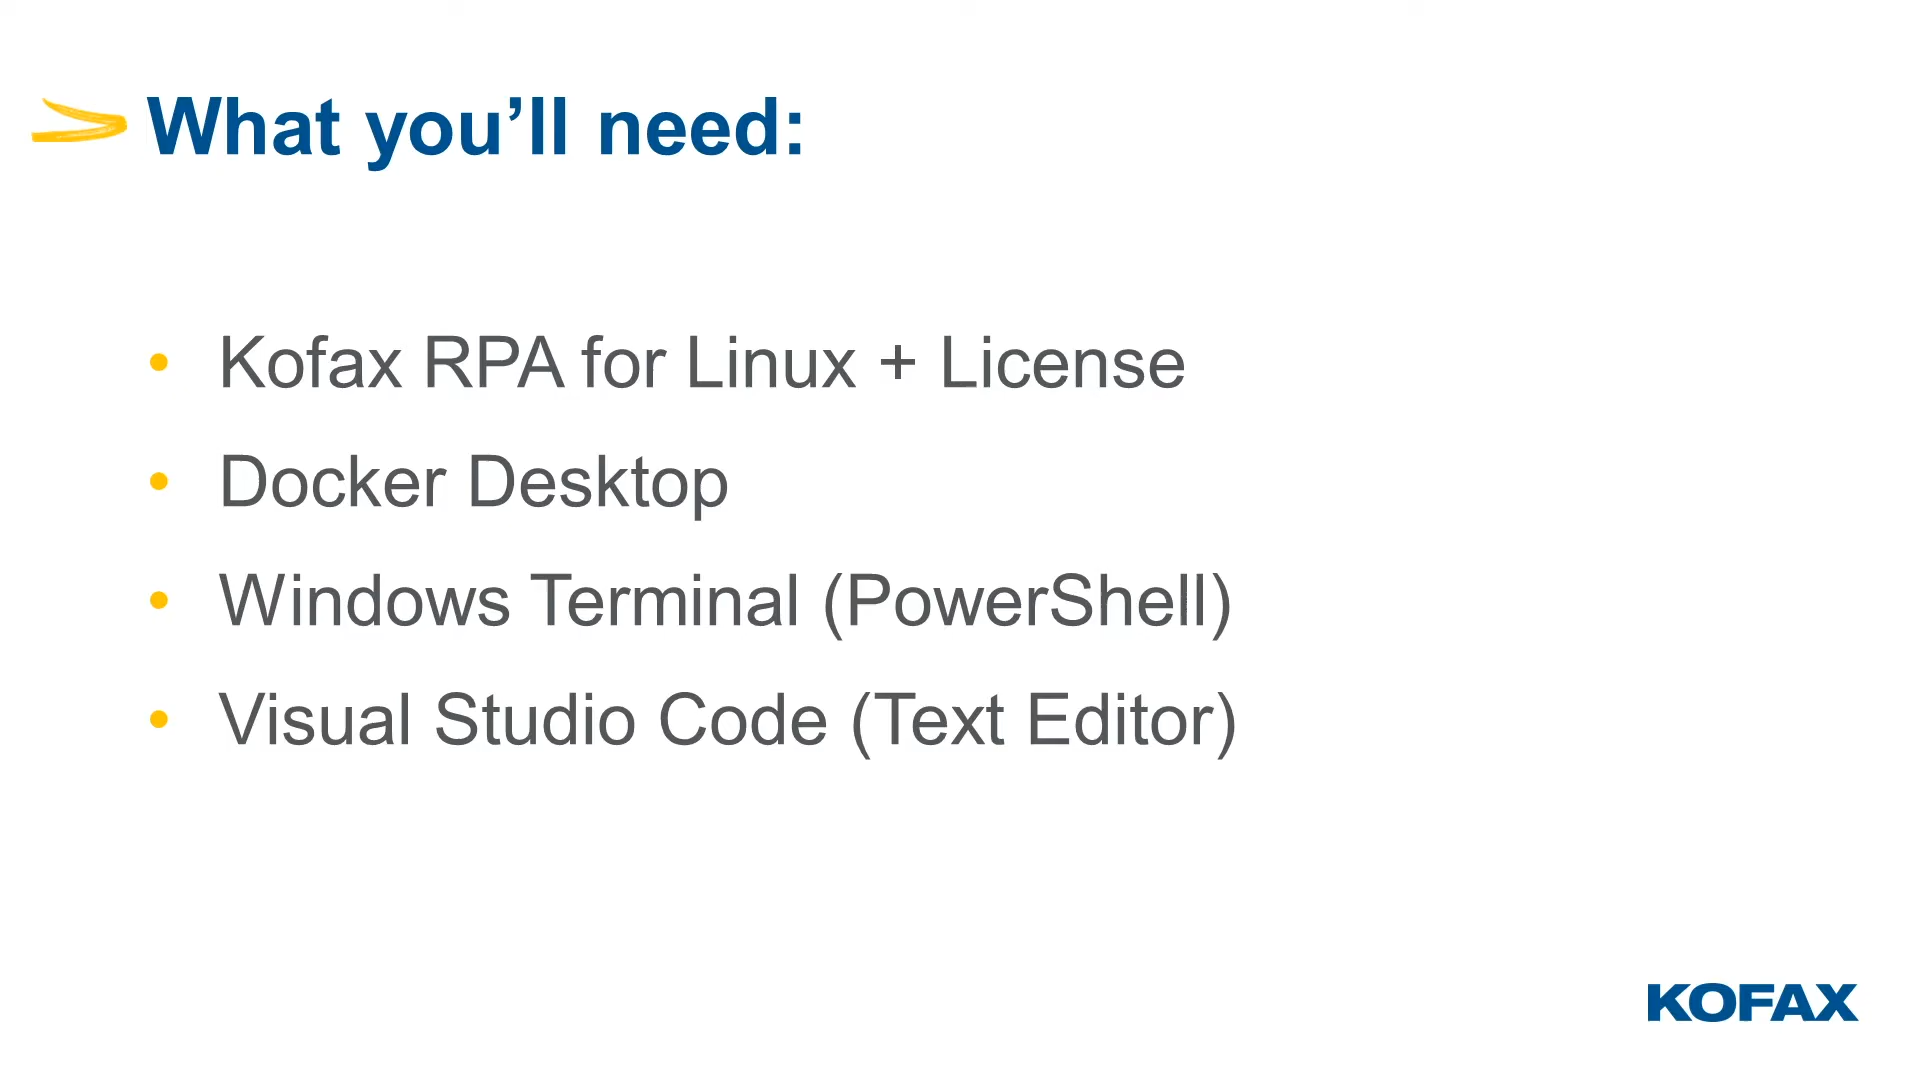 What you’ll need:
• Kofax RPA for Linux + License
• Docker Desktop
• Windows Terminal (PowerShell)
• Visual Studio Code (Text Editor)
KOFAX